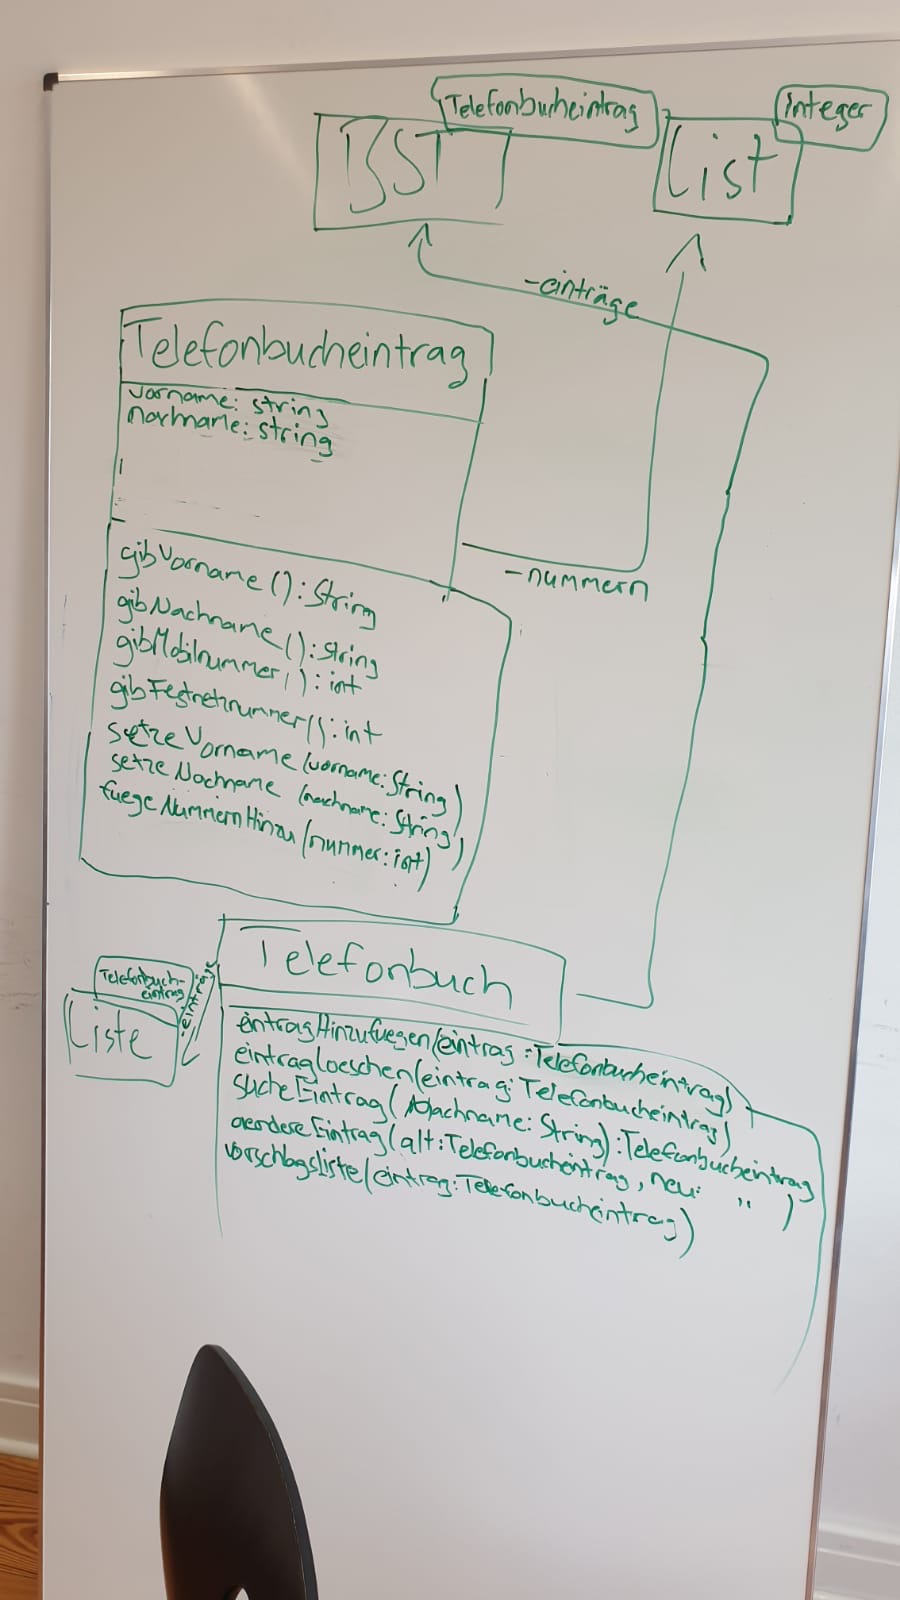 Telefonbucheintrag
integer
BST
List
-einträge
Telefonbucheintrag
vorname: string
nachname: string
-nummern
gibVorname(): String
gibNachname(): String
gibMobilnummer(): int
gibFestnetznummer(): int
setzeVorname(vorname: String)
setzeNachname (nachname: String)
fuegeNummernHinzu(nummer: int)
Telefonbuch
Telefonbuch-
eintrag
-einträge
Liste
eintragHinzufuegen(eintrag: Telefonbucheintrag)
eintragloeschen(eintrag: Telefonbucheintrag)
sucheEintrag(Nachname: String): Telefonbucheintrag
aendereEintrag(alt: Telefonbucheintrag, neu: " )
vorschlagsliste(eintrag: Telefonbucheintrag)